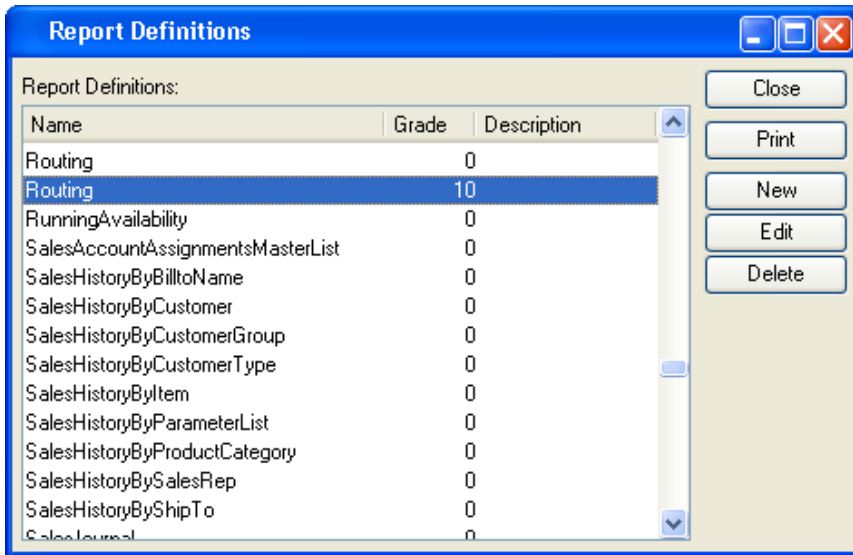 Report Definitions
Report Definitions:
Close
Name Grade Description
Print
Routing 0
Routing 10
New
RunningAvailability 0
Edit
SalesAccountAssignmentsMasterList 0
SalesHistoryByBilltoName 0
Delete
SalesHistoryByCustomer 0
SalesHistoryByCustomerGroup 0
SalesHistoryByCustomerType 0
SalesHistoryByItem 0
SalesHistoryByParameterList 0
SalesHistoryByProductCategory 0
SalesHistoryBySalesRep 0
SalesHistoryByShipTo 0
SalesJournal 0